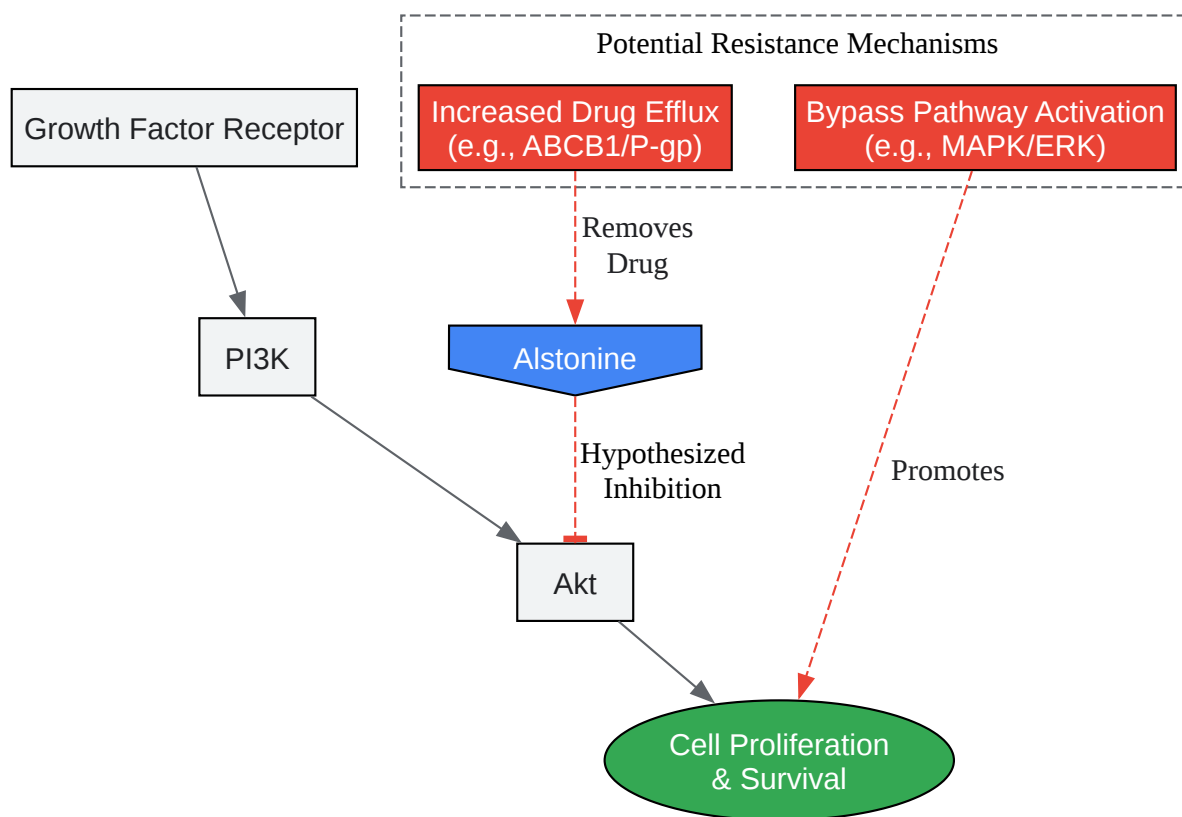 Potential Resistance Mechanisms
Growth Factor Receptor
Increased Drug Efflux
(e.g., ABCB1/P-gp)
Bypass Pathway Activation
(e.g., MAPK/ERK)
Removes
Drug
PI3K
Alstonine
Hypothesized
Inhibition
Promotes
Akt
Cell Proliferation
& Survival